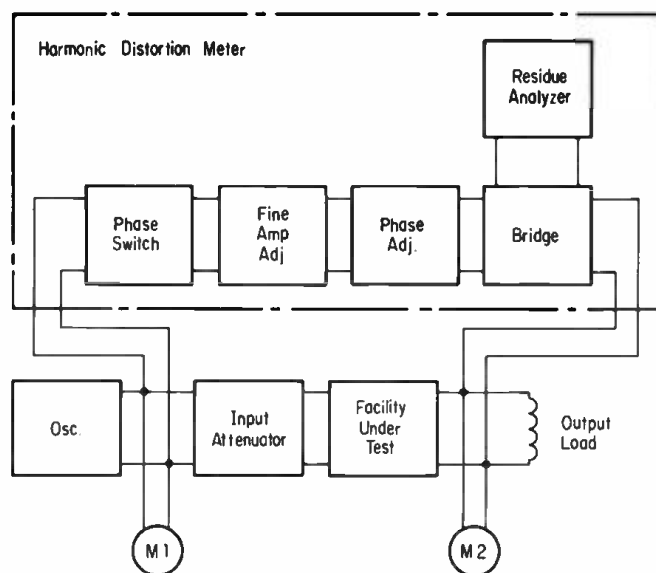 Harmonic Distortion Meter
Residue
Analyzer
Phase
Switch
Fine
Amp
Adj
Phase
Adj.
Bridge
Osc.
Input
Attenuator
Facility
Under
Test
Output
Load
M1
M2